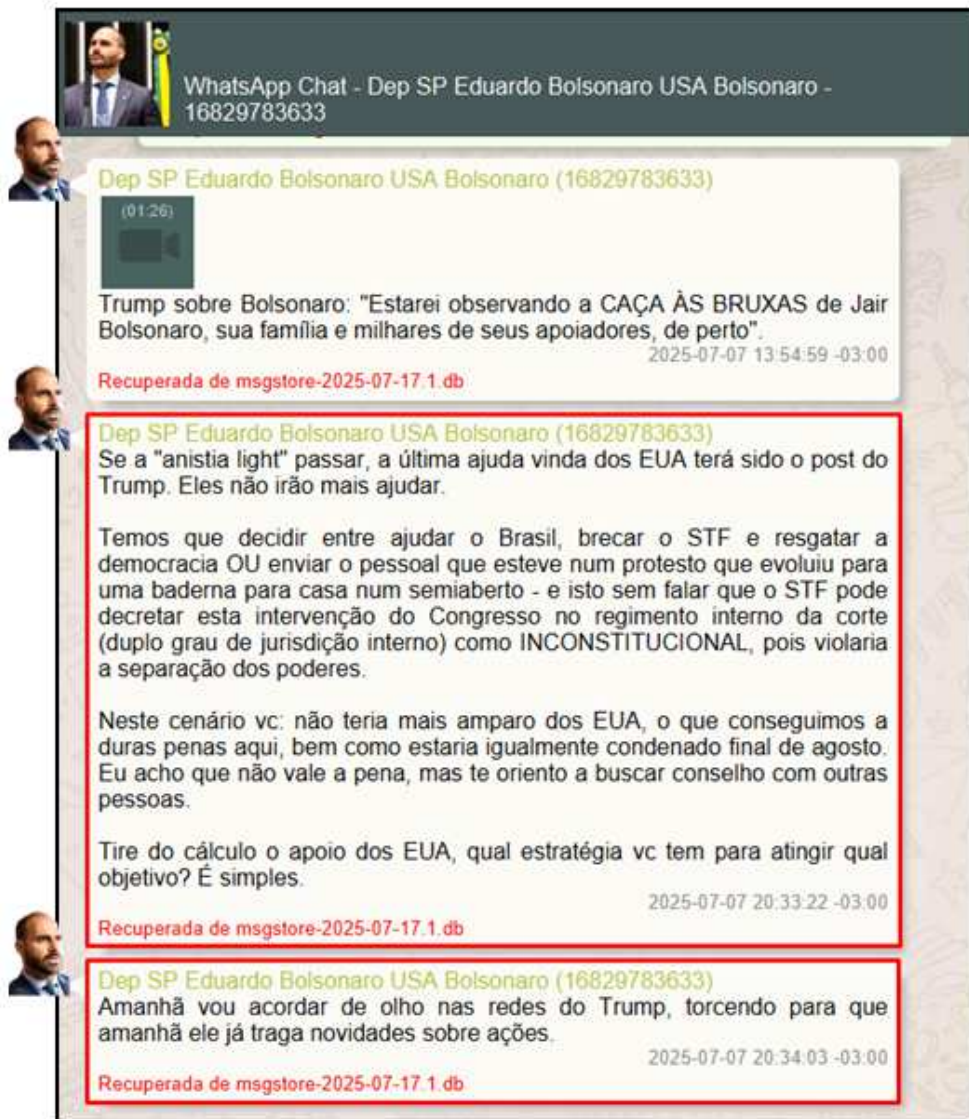 WhatsApp Chat - Dep SP Eduardo Bolsonaro USA Bolsonaro -
16829783633
Dep SP Eduardo Bolsonaro USA Bolsonaro (16829783633)
(01:26)
Trump sobre Bolsonaro: "Estarei observando a CAÇA ÀS BRUXAS de Jair
Bolsonaro, sua família e milhares de seus apoiadores, de perto".
2025-07-07 13:54:59 -03:00
Recuperada de msgstore-2025-07-17.1.db
Dep SP Eduardo Bolsonaro USA Bolsonaro (16829783633)
Se a "anistia light" passar, a última ajuda vinda dos EUA terá sido o post do
Trump. Eles não irão mais ajudar.
Temos que decidir entre ajudar o Brasil, brecar o STF e resgatar a
democracia OU enviar o pessoal que esteve num protesto que evoluiu para
uma baderna para casa num semiaberto - e isto sem falar que o STF pode
decretar esta intervenção do Congresso no regimento interno da corte
(duplo grau de jurisdição interno) como INCONSTITUCIONAL, pois violaria
a separação dos poderes.
Neste cenário vc: não teria mais amparo dos EUA, o que conseguimos a
duras penas aqui, bem como estaria igualmente condenado final de agosto.
Eu acho que não vale a pena, mas te oriento a buscar conselho com outras
pessoas.
Tire do cálculo o apoio dos EUA, qual estratégia vc tem para atingir qual
objetivo? É simples.
2025-07-07 20:33:22 -03:00
Recuperada de msgstore-2025-07-17.1.db
Dep SP Eduardo Bolsonaro USA Bolsonaro (16829783633)
Amanhã vou acordar de olho nas redes do Trump, torcendo para que
amanhã ele já traga novidades sobre ações.
2025-07-07 20:34:03 -03:00
Recuperada de msgstore-2025-07-17.1.db